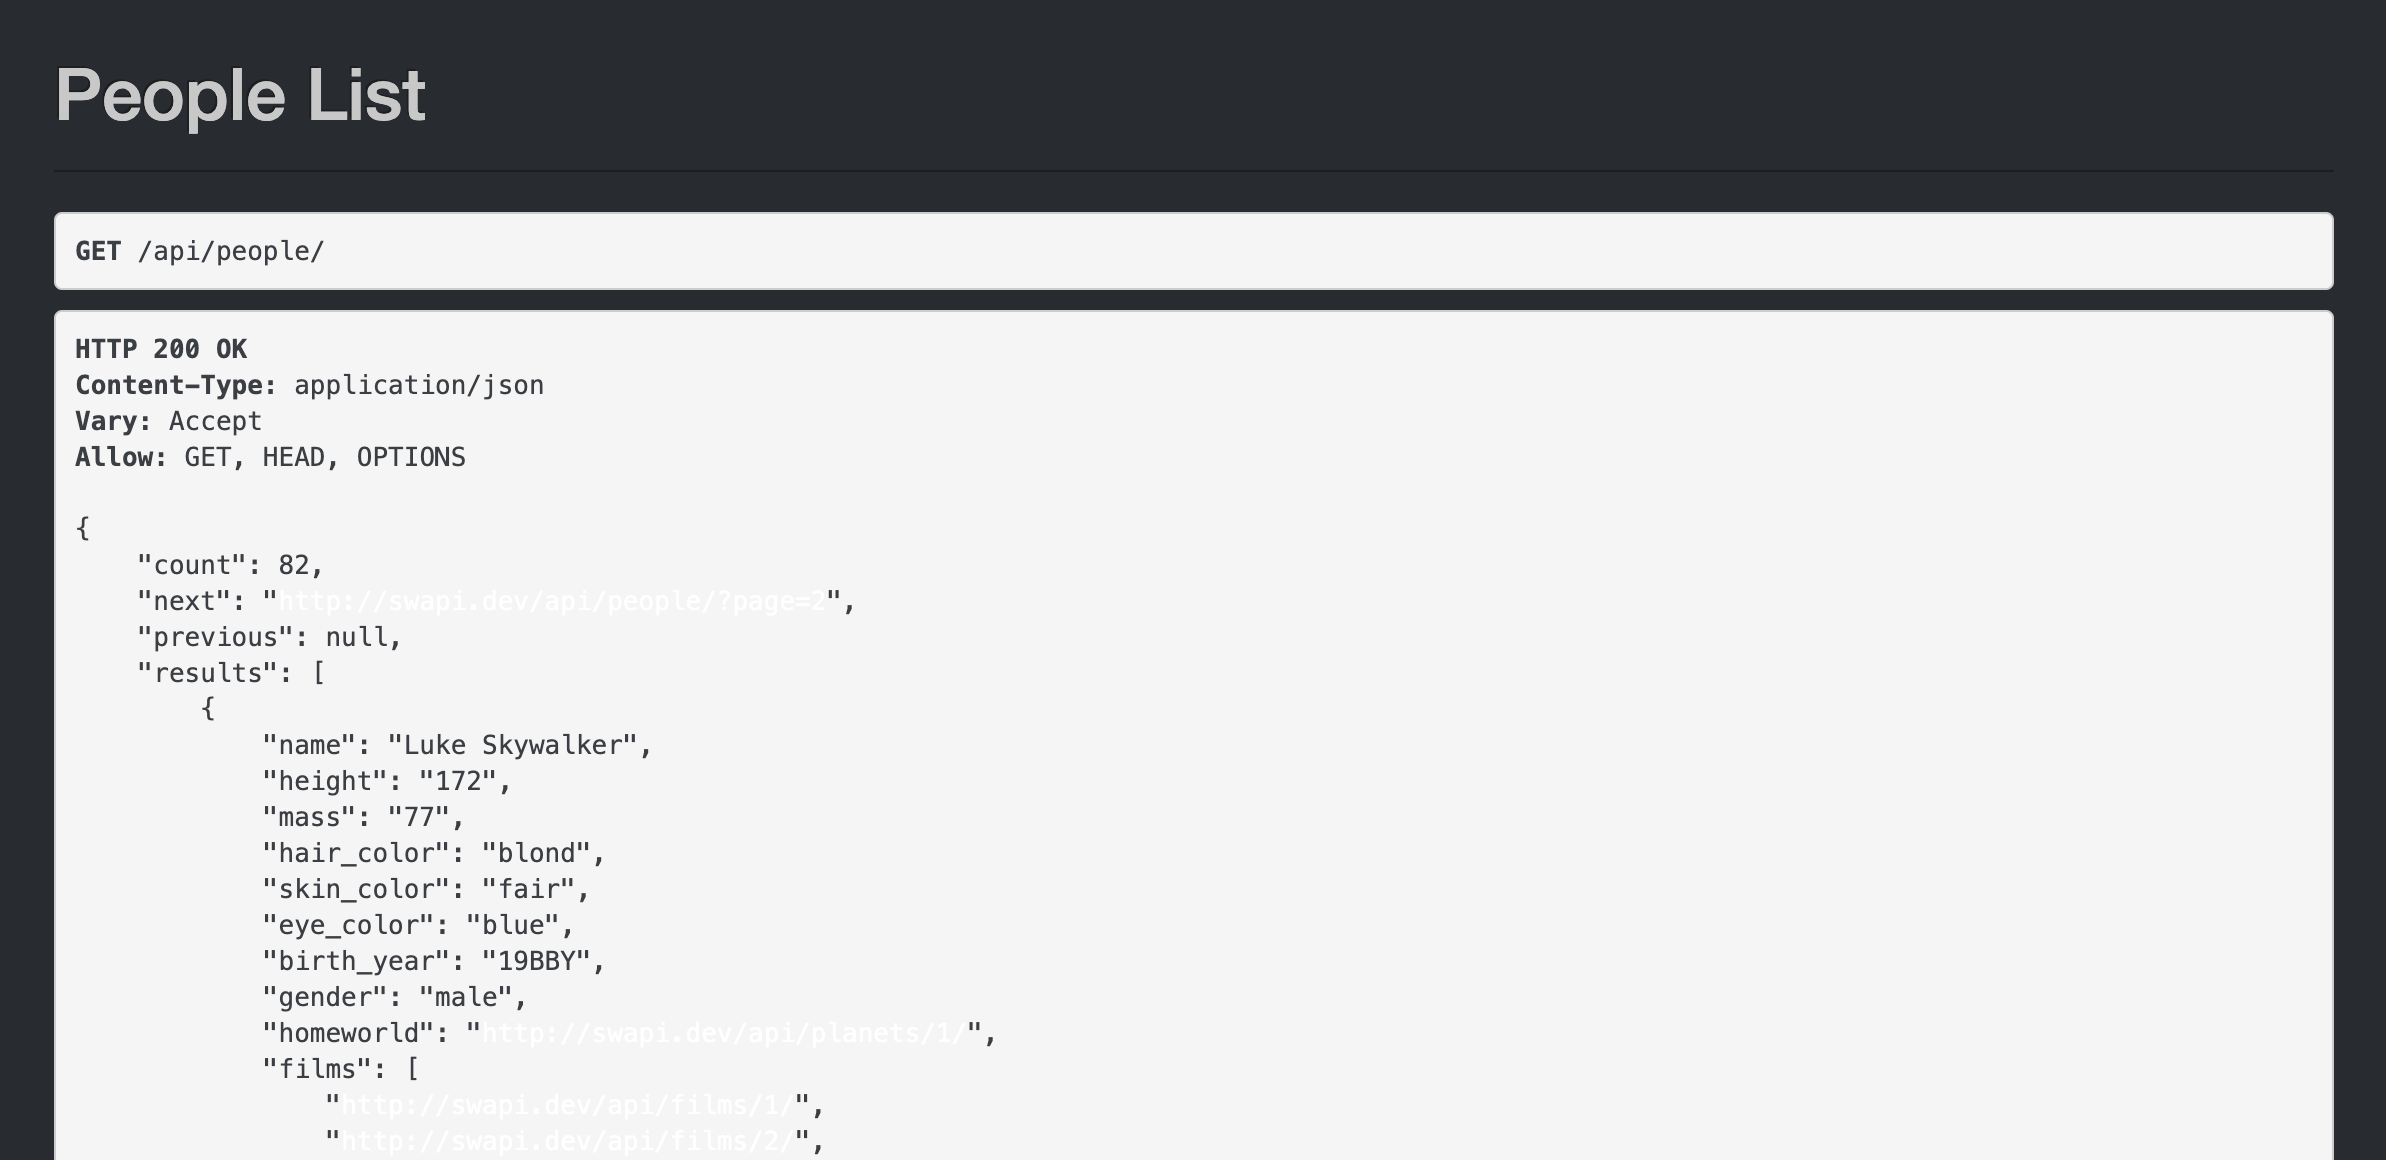 People List
GET /api/people/
HTTP 200 OK
Content-Type: application/json
Vary: Accept
Allow: GET, HEAD, OPTIONS
{
    "count": 82,
    "next": "http://swapi.dev/api/people/?page=2",
    "previous": null,
    "results": [
        {
            "name": "Luke Skywalker",
            "height": "172",
            "mass": "77",
            "hair_color": "blond",
            "skin_color": "fair",
            "eye_color": "blue",
            "birth_year": "19BBY",
            "gender": "male",
            "homeworld": "http://swapi.dev/api/planets/1/",
            "films": [
                "http://swapi.dev/api/films/1/",
                "http://swapi.dev/api/films/2/",